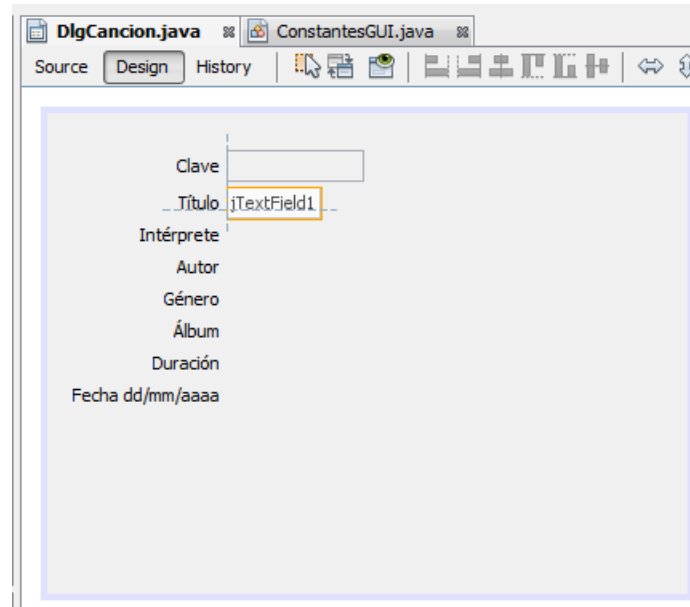 DlgCancion.java ConstantesGUI.java
Source Design History
Clave
Título jTextField1
Intérprete
Autor
Género
Álbum
Duración
Fecha dd/mm/aaaa